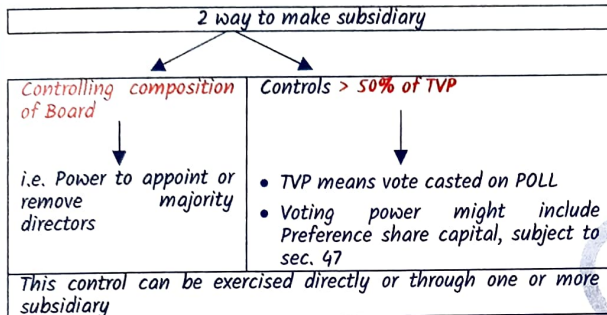 2 way to make subsidiary
Controlling composition
of Board
i.e. Power to appoint or
remove majority
directors
Controls > 50% of TVP
• TVP means vote casted on POLL
• Voting power might include
Preference share capital, subject to
sec. 47
This control can be exercised directly or through one or more
subsidiary